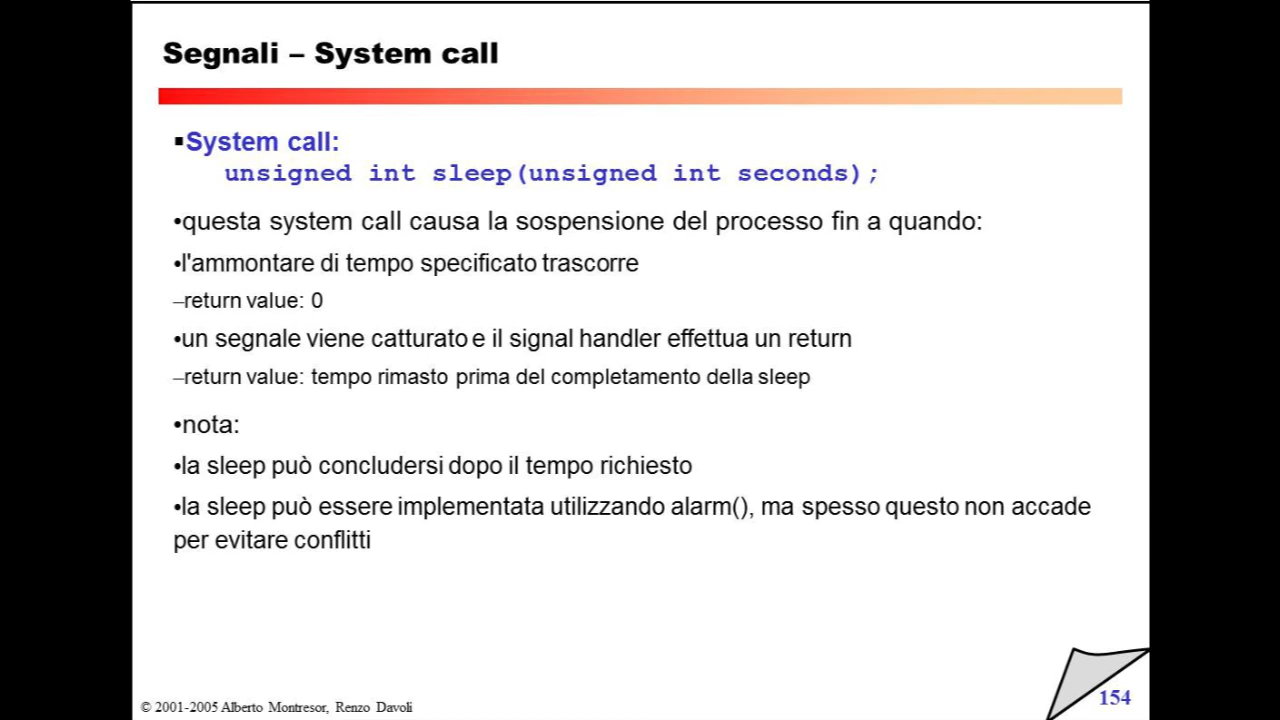 Segnali – System call
▪System call:
unsigned int sleep(unsigned int seconds);
•questa system call causa la sospensione del processo fin a quando:
•l'ammontare di tempo specificato trascorre
–return value: 0
•un segnale viene catturato e il signal handler effettua un return
–return value: tempo rimasto prima del completamento della sleep
•nota:
•la sleep può concludersi dopo il tempo richiesto
•la sleep può essere implementata utilizzando alarm(), ma spesso questo non accade
per evitare conflitti
© 2001-2005 Alberto Montresor, Renzo Davoli
154